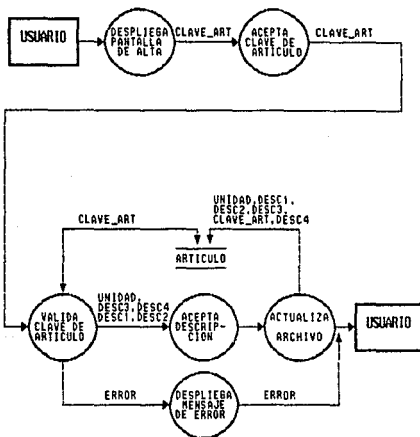 USUARIO
DESPLIEGA
PANTALLA
DE ALTA
CLAVE_ART
ACEPTA
CLAVE DE
ARTICULO
CLAVE_ART
UNIDAD,DESC1,
DESC2,DESC3,
CLAVE_ART,DESC4
CLAVE_ART
ARTICULO
VALIDA
CLAVE DE
ARTICULO
UNIDAD,
DESC3,DESC4
DESC1,DESC2
ACEPTA
DESCRIP-
CION
ACTUALIZA
ARCHIVO
USUARIO
ERROR
DESPLIEGA
MENSAJE
DE ERROR
ERROR